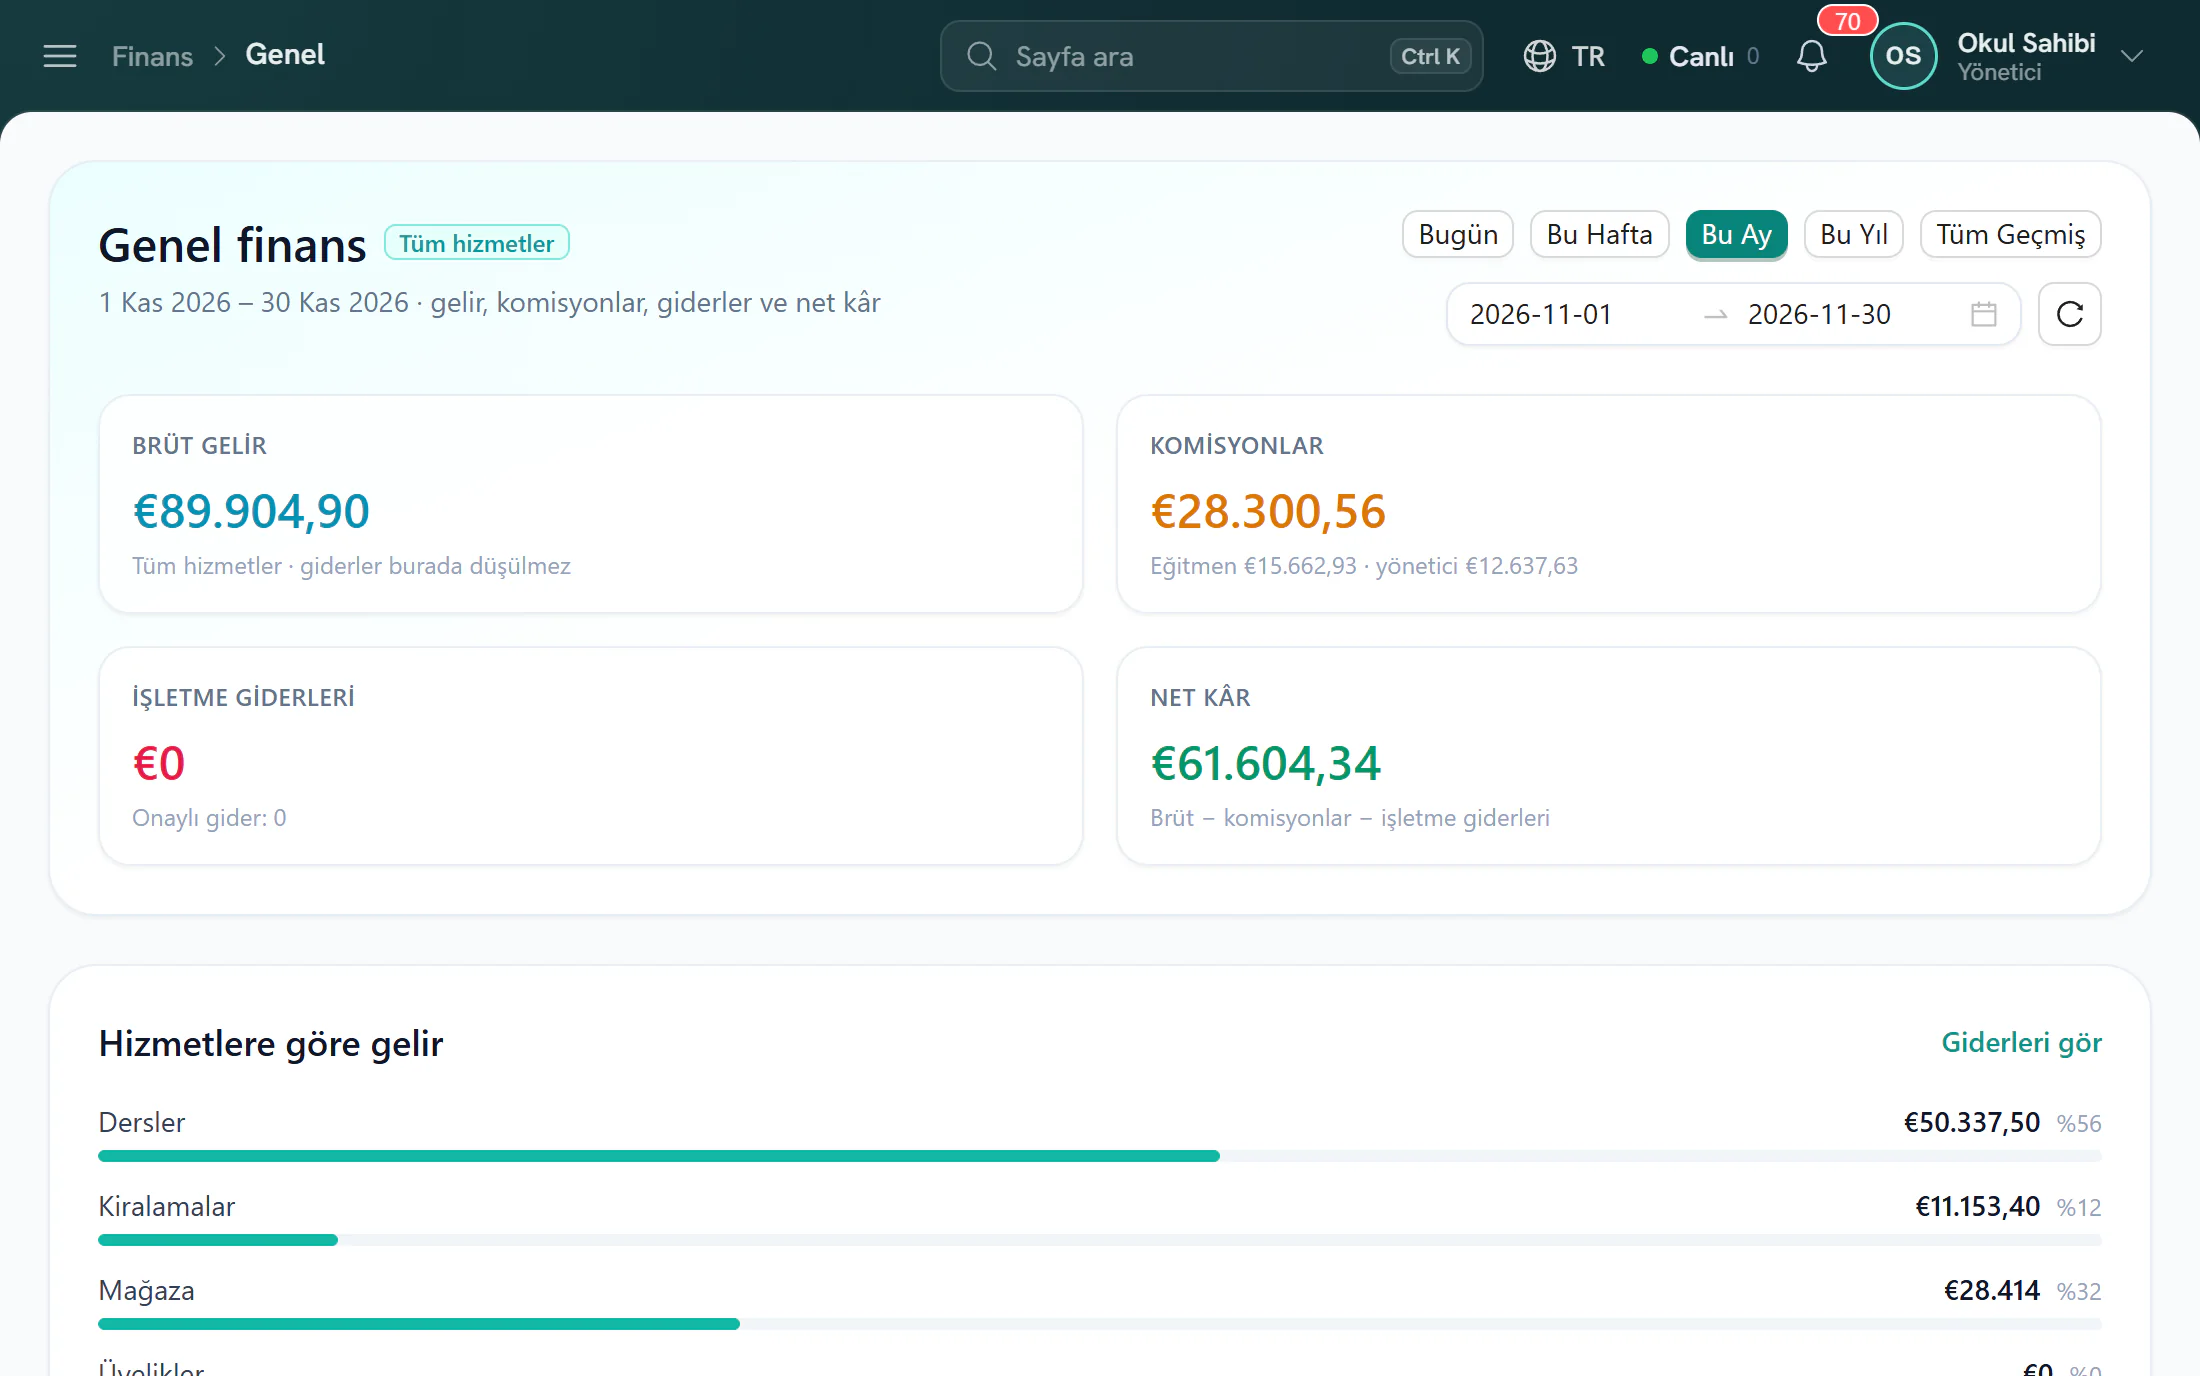 Finans > Genel
Sayfa ara
Ctrl K
TR
Canlı 0
70
OS
Okul Sahibi
Yönetici
Genel finans
Tüm hizmetler
1 Kas 2026 – 30 Kas 2026 · gelir, komisyonlar, giderler ve net kâr
Bugün
Bu Hafta
Bu Ay
Bu Yıl
Tüm Geçmiş
2026-11-01
2026-11-30
BRÜT GELİR
€89.904,90
Tüm hizmetler · giderler burada düşülmez
KOMİSYONLAR
€28.300,56
Eğitmen €15.662,93 · yönetici €12.637,63
İŞLETME GİDERLERİ
€0
Onaylı gider: 0
NET KÂR
€61.604,34
Brüt − komisyonlar − işletme giderleri
Hizmetlere göre gelir
Giderleri gör
Dersler
€50.337,50 %56
Kiralamalar
€11.153,40 %12
Mağaza
€28.414 %32
Üyelikler
€0 %0